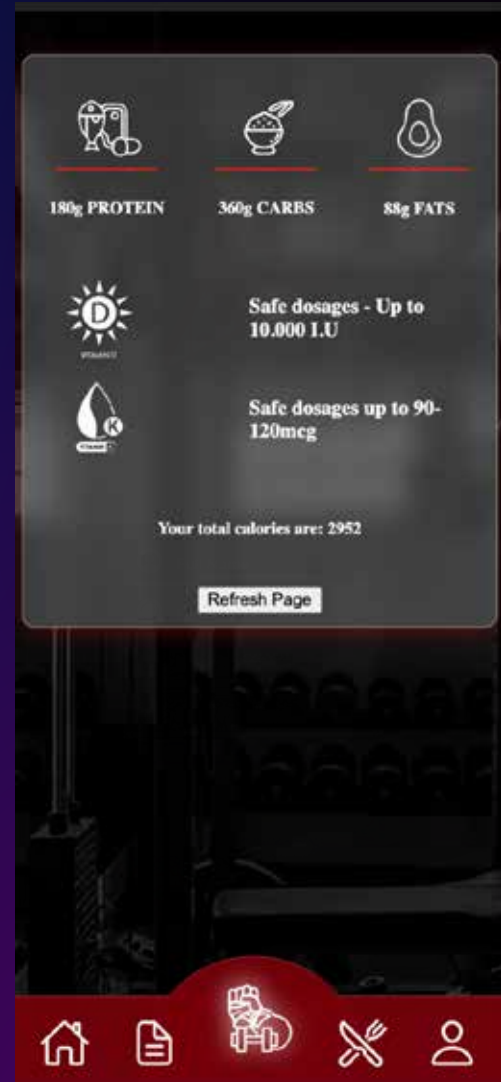 180g PROTEIN
360g CARBS
88g FATS
D
Safe dosages - Up to
10.000 I.U
K
Safe dosages up to 90-
120mcg
Your total calories are: 2952
Refresh Page